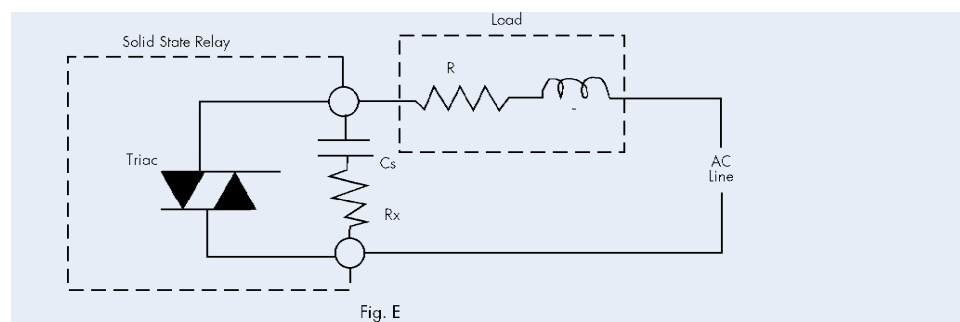 Load
Solid State Relay
R
Triac
Cs
AC
Line
Rx
Fig. E